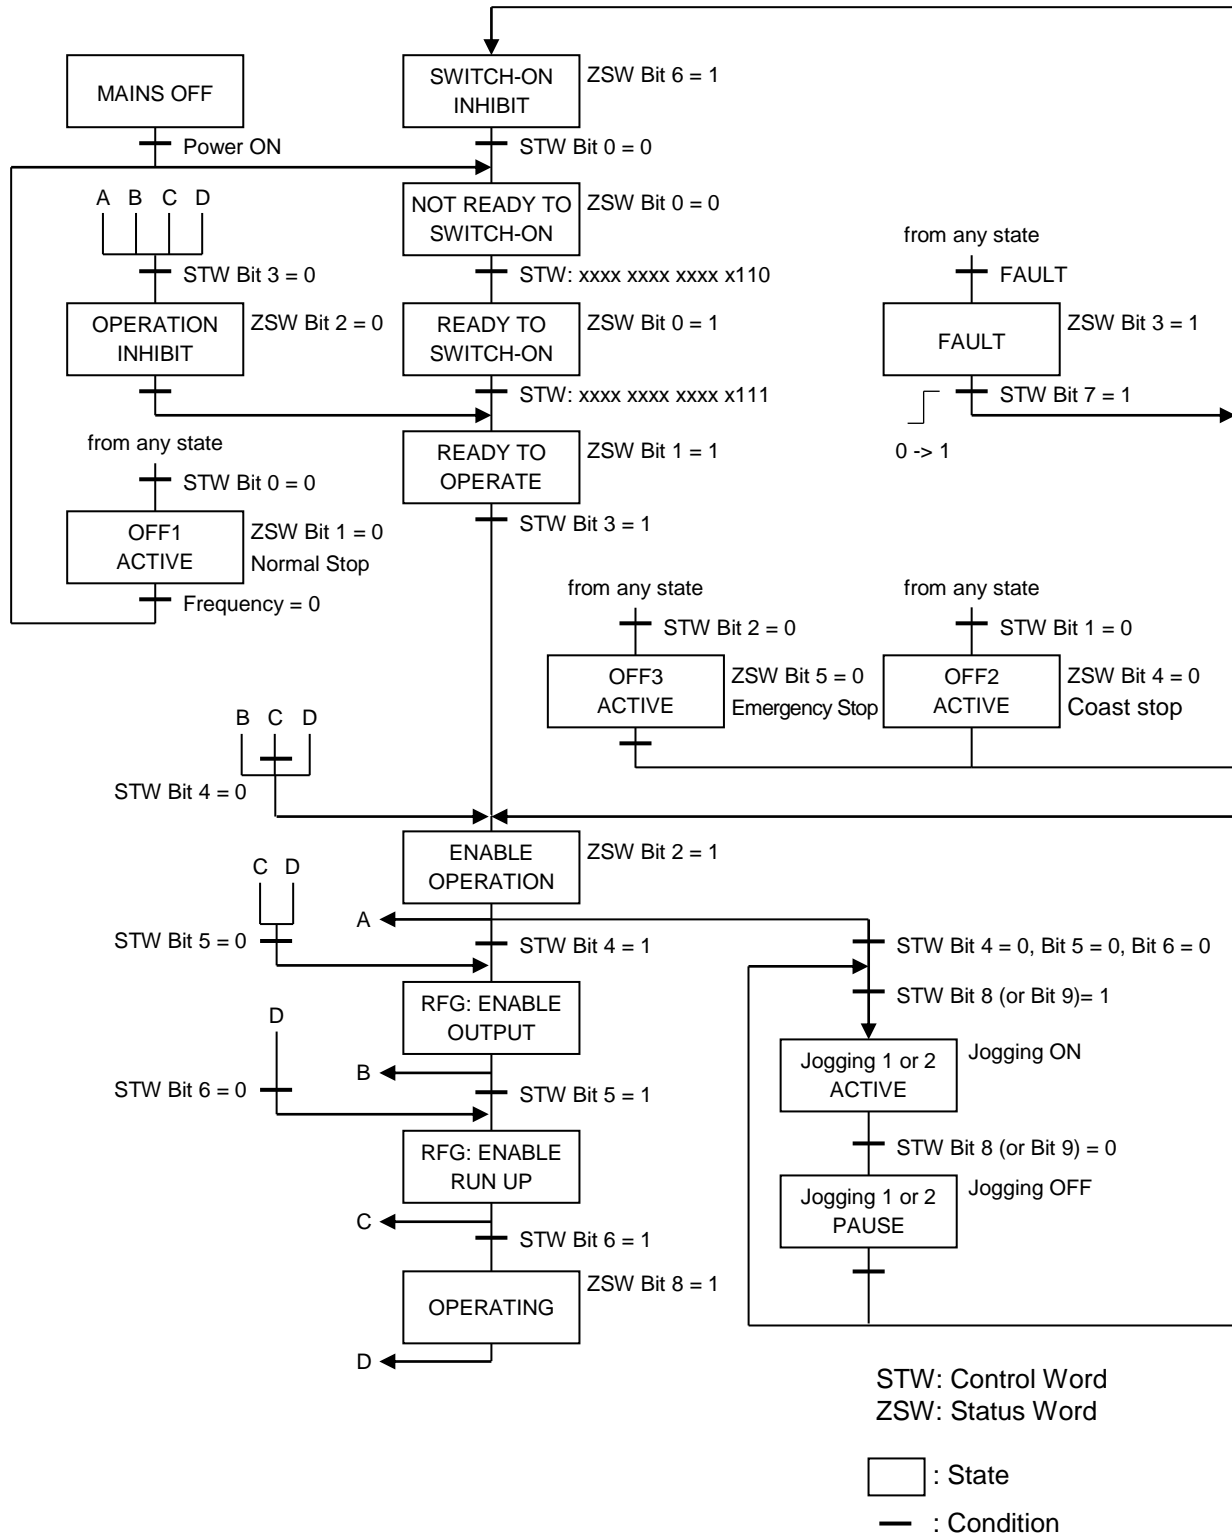 MAINS OFF
Power ON
SWITCH-ON
INHIBIT
ZSW Bit 6 = 1
STW Bit 0 = 0
NOT READY TO
SWITCH-ON
ZSW Bit 0 = 0
STW: xxxx xxxx xxxx x110
A B C D
STW Bit 3 = 0
OPERATION
INHIBIT
ZSW Bit 2 = 0
READY TO
SWITCH-ON
ZSW Bit 0 = 1
STW: xxxx xxxx xxxx x111
from any state
FAULT
FAULT
ZSW Bit 3 = 1
STW Bit 7 = 1
0 -> 1
from any state
STW Bit 0 = 0
OFF1
ACTIVE
ZSW Bit 1 = 0
Normal Stop
Frequency = 0
READY TO
OPERATE
ZSW Bit 1 = 1
STW Bit 3 = 1
from any state
STW Bit 2 = 0
OFF3
ACTIVE
ZSW Bit 5 = 0
Emergency Stop
from any state
STW Bit 1 = 0
OFF2
ACTIVE
ZSW Bit 4 = 0
Coast stop
B C D
STW Bit 4 = 0
ENABLE
OPERATION
ZSW Bit 2 = 1
C D
A
STW Bit 5 = 0
STW Bit 4 = 1
STW Bit 4 = 0, Bit 5 = 0, Bit 6 = 0
STW Bit 8 (or Bit 9)= 1
RFG: ENABLE
OUTPUT
D
B
STW Bit 6 = 0
STW Bit 5 = 1
Jogging 1 or 2
ACTIVE
Jogging ON
STW Bit 8 (or Bit 9) = 0
RFG: ENABLE
RUN UP
C
STW Bit 6 = 1
Jogging 1 or 2
PAUSE
Jogging OFF
OPERATING
ZSW Bit 8 = 1
D
STW: Control Word
ZSW: Status Word
: State
: Condition